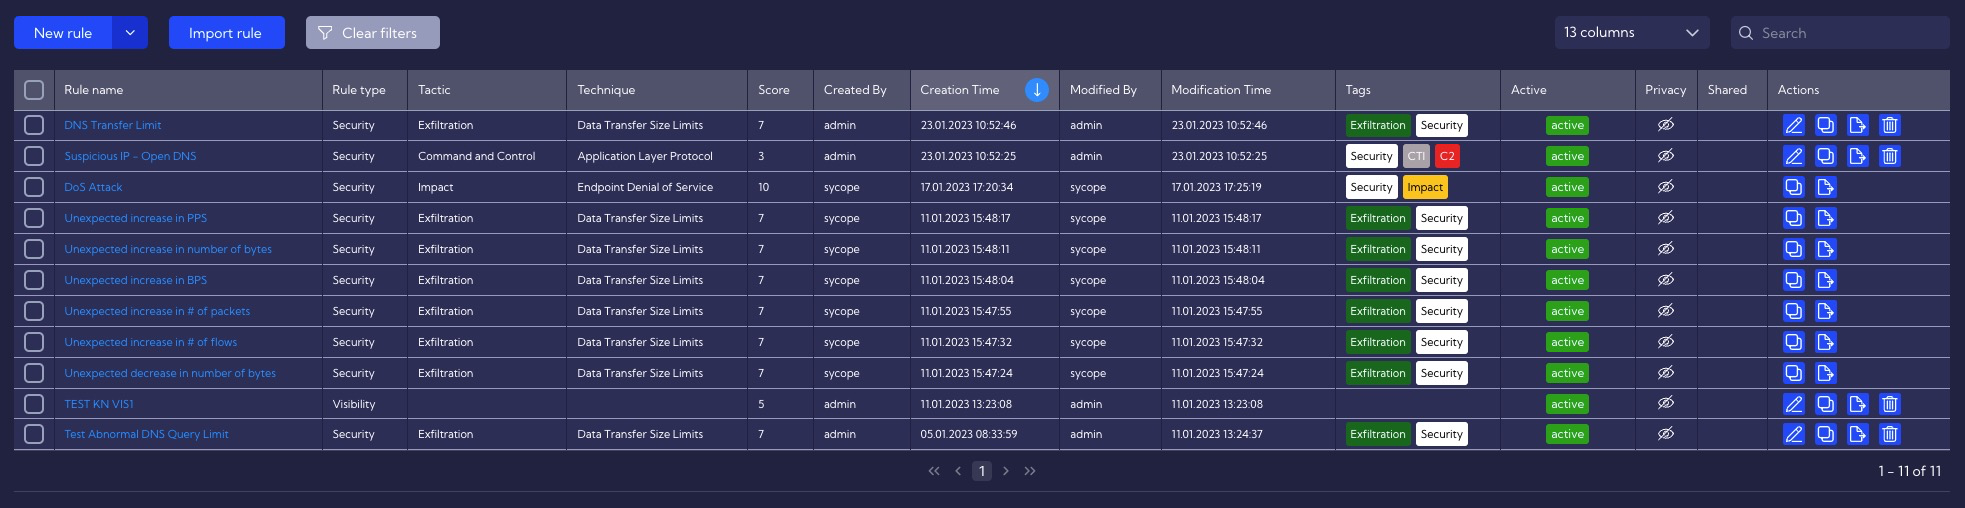 New rule Import rule Clear filters 13 columns Search
Rule name Rule type Tactic Technique Score Created By Creation Time Modified By Modification Time Tags Active Privacy Shared Actions
DNS Transfer Limit Security Exfiltration Data Transfer Size Limits 7 admin 23.01.2023 10:52:46 admin 23.01.2023 10:52:46 Exfiltration Security active
Suspicious IP - Open DNS Security Command and Control Application Layer Protocol 3 admin 23.01.2023 10:52:25 admin 23.01.2023 10:52:25 Security CTI C2 active
DoS Attack Security Impact Endpoint Denial of Service 10 sycope 17.01.2023 17:20:34 sycope 17.01.2023 17:25:19 Security Impact active
Unexpected increase in PPS Security Exfiltration Data Transfer Size Limits 7 sycope 11.01.2023 15:48:17 sycope 11.01.2023 15:48:17 Exfiltration Security active
Unexpected increase in number of bytes Security Exfiltration Data Transfer Size Limits 7 sycope 11.01.2023 15:48:11 sycope 11.01.2023 15:48:11 Exfiltration Security active
Unexpected increase in BPS Security Exfiltration Data Transfer Size Limits 7 sycope 11.01.2023 15:48:04 sycope 11.01.2023 15:48:04 Exfiltration Security active
Unexpected increase in # of packets Security Exfiltration Data Transfer Size Limits 7 sycope 11.01.2023 15:47:55 sycope 11.01.2023 15:47:55 Exfiltration Security active
Unexpected increase in # of flows Security Exfiltration Data Transfer Size Limits 7 sycope 11.01.2023 15:47:32 sycope 11.01.2023 15:47:32 Exfiltration Security active
Unexpected decrease in number of bytes Security Exfiltration Data Transfer Size Limits 7 sycope 11.01.2023 15:47:24 sycope 11.01.2023 15:47:24 Exfiltration Security active
TEST KN VIS1 Visibility 5 admin 11.01.2023 13:23:08 admin 11.01.2023 13:23:08 active
Test Abnormal DNS Query Limit Security Exfiltration Data Transfer Size Limits 7 admin 05.01.2023 08:33:59 admin 11.01.2023 13:24:37 Exfiltration Security active
1 1 - 11 of 11